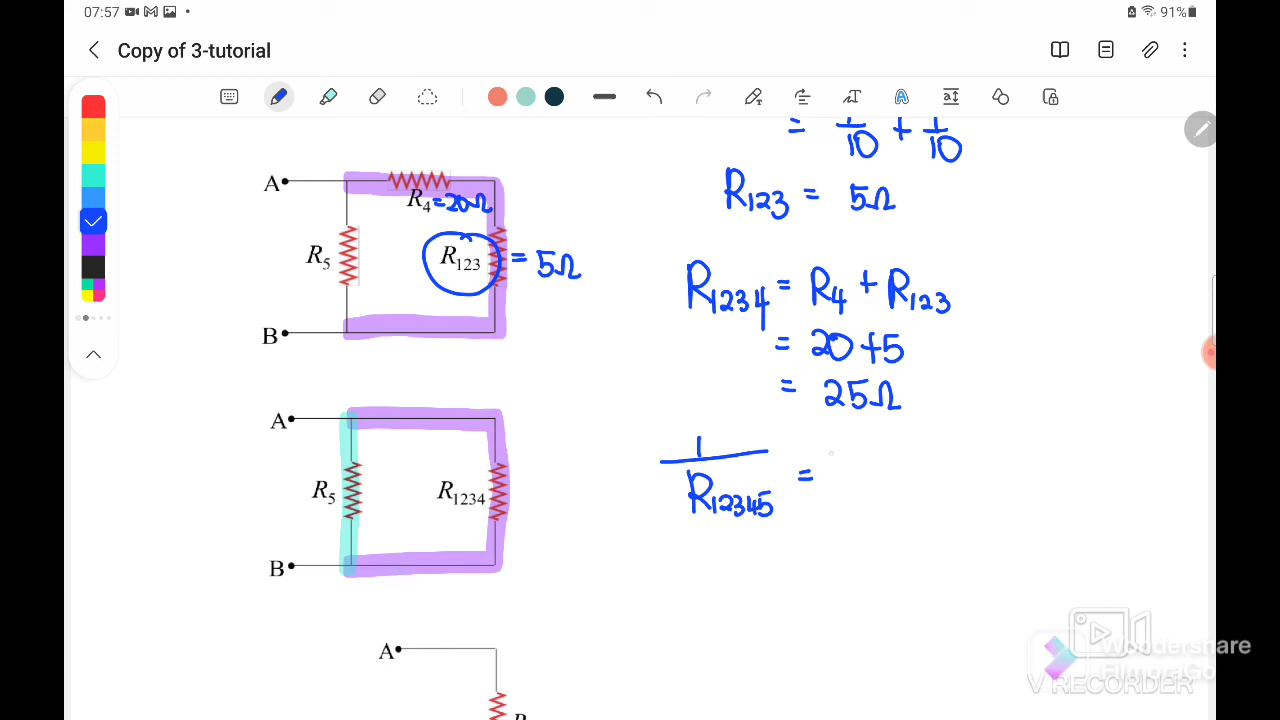 07:57
91%
Copy of 3-tutorial
= 1/10 + 1/10
A
R4 = 20Ω
R123 = 5Ω
R5
R123 = 5Ω
B
R1234 = R4 + R123
= 20 + 5
= 25Ω
A
R5
R1234
B
1/R12345 =
A
Wondershare
FilmoraGo
V RECORDER